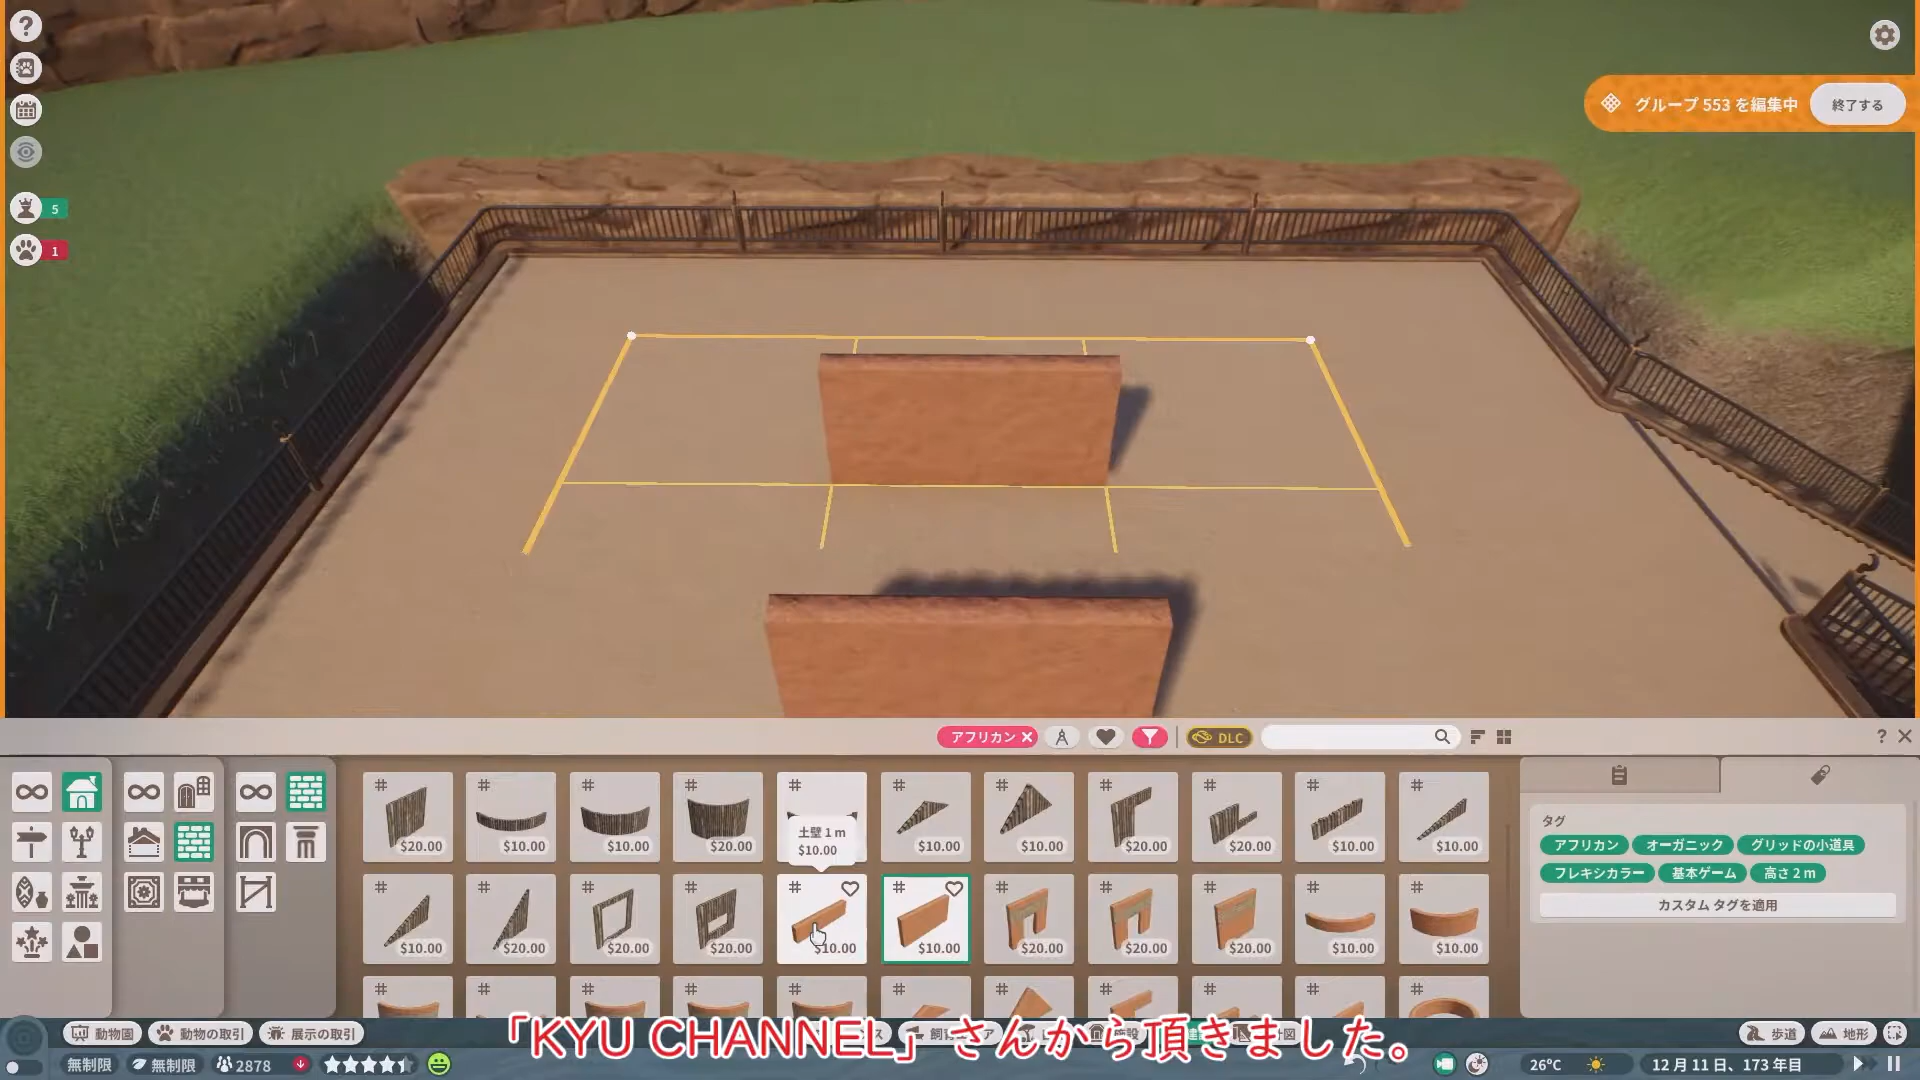 ?
グループ 553 を編集中
終了する
5
1
アフリカン ×
DLC
? ×
# $20.00
# $10.00
# $10.00
# $20.00
#
# $10.00
# $10.00
# $20.00
# $20.00
# $10.00
# $10.00
土壁 1 m
$10.00
# $10.00
# $10.00
# $20.00
# $20.00
# $10.00
# $10.00
# $20.00
# $20.00
# $20.00
# $10.00
# $10.00
# # # # # # # # # # #
タグ
アフリカン オーガニック グリッドの小道具
フレキシカラー 基本ゲーム 高さ 2 m
カスタム タグを適用
動物園 動物の取引 展示の取引
歩道 地形
「KYU CHANNEL」さんから頂きました。
無制限 無制限 2878
26°C
12 月 11 日、173 年目